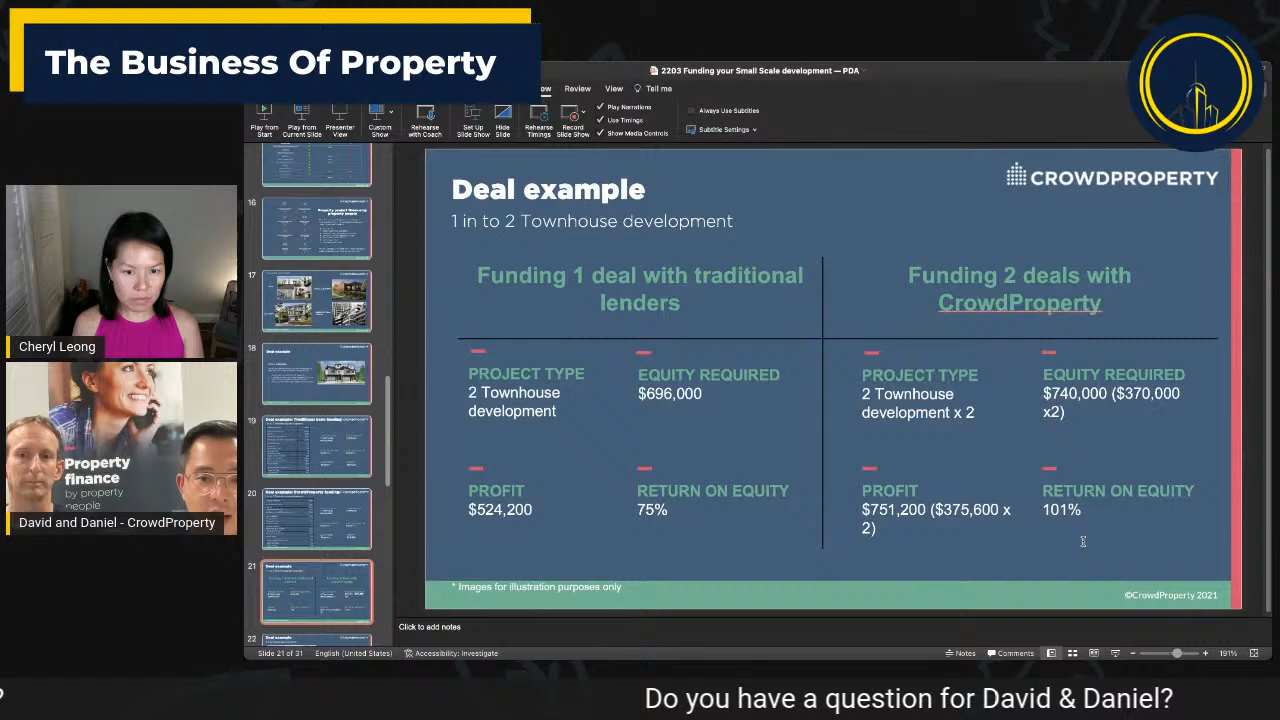 The Business Of Property
2203 Funding your Small Scale development — PDA
Review View Tell me
Play from Start
Play from Current Slide
Presenter View
Custom Show
Rehearse with Coach
Set Up Slide Show
Hide Slide
Rehearse Timings
Record Slide Show
Play Narrations
Use Timings
Show Media Controls
Always Use Subtitles
Subtitle Settings
16
17
18
Deal example
19
20
21
Deal example
22
Deal example
Cheryl Leong
Property
finance
by property
people
David and Daniel - CrowdProperty
CROWDPROPERTY
Deal example
1 in to 2 Townhouse development
Funding 1 deal with traditional
lenders
PROJECT TYPE
2 Townhouse
development
EQUITY REQUIRED
$696,000
PROFIT
$524,200
RETURN ON EQUITY
75%
Funding 2 deals with
CrowdProperty
PROJECT TYPE
2 Townhouse
development x 2
EQUITY REQUIRED
$740,000 ($370,000
x2)
PROFIT
$751,200 ($375,600 x
2)
RETURN ON EQUITY
101%
* Images for illustration purposes only
©CrowdProperty 2021
Click to add notes
Slide 21 of 31 English (United States) Accessibility: Investigate
Notes Comments 191%
? Do you have a question for David & Daniel?